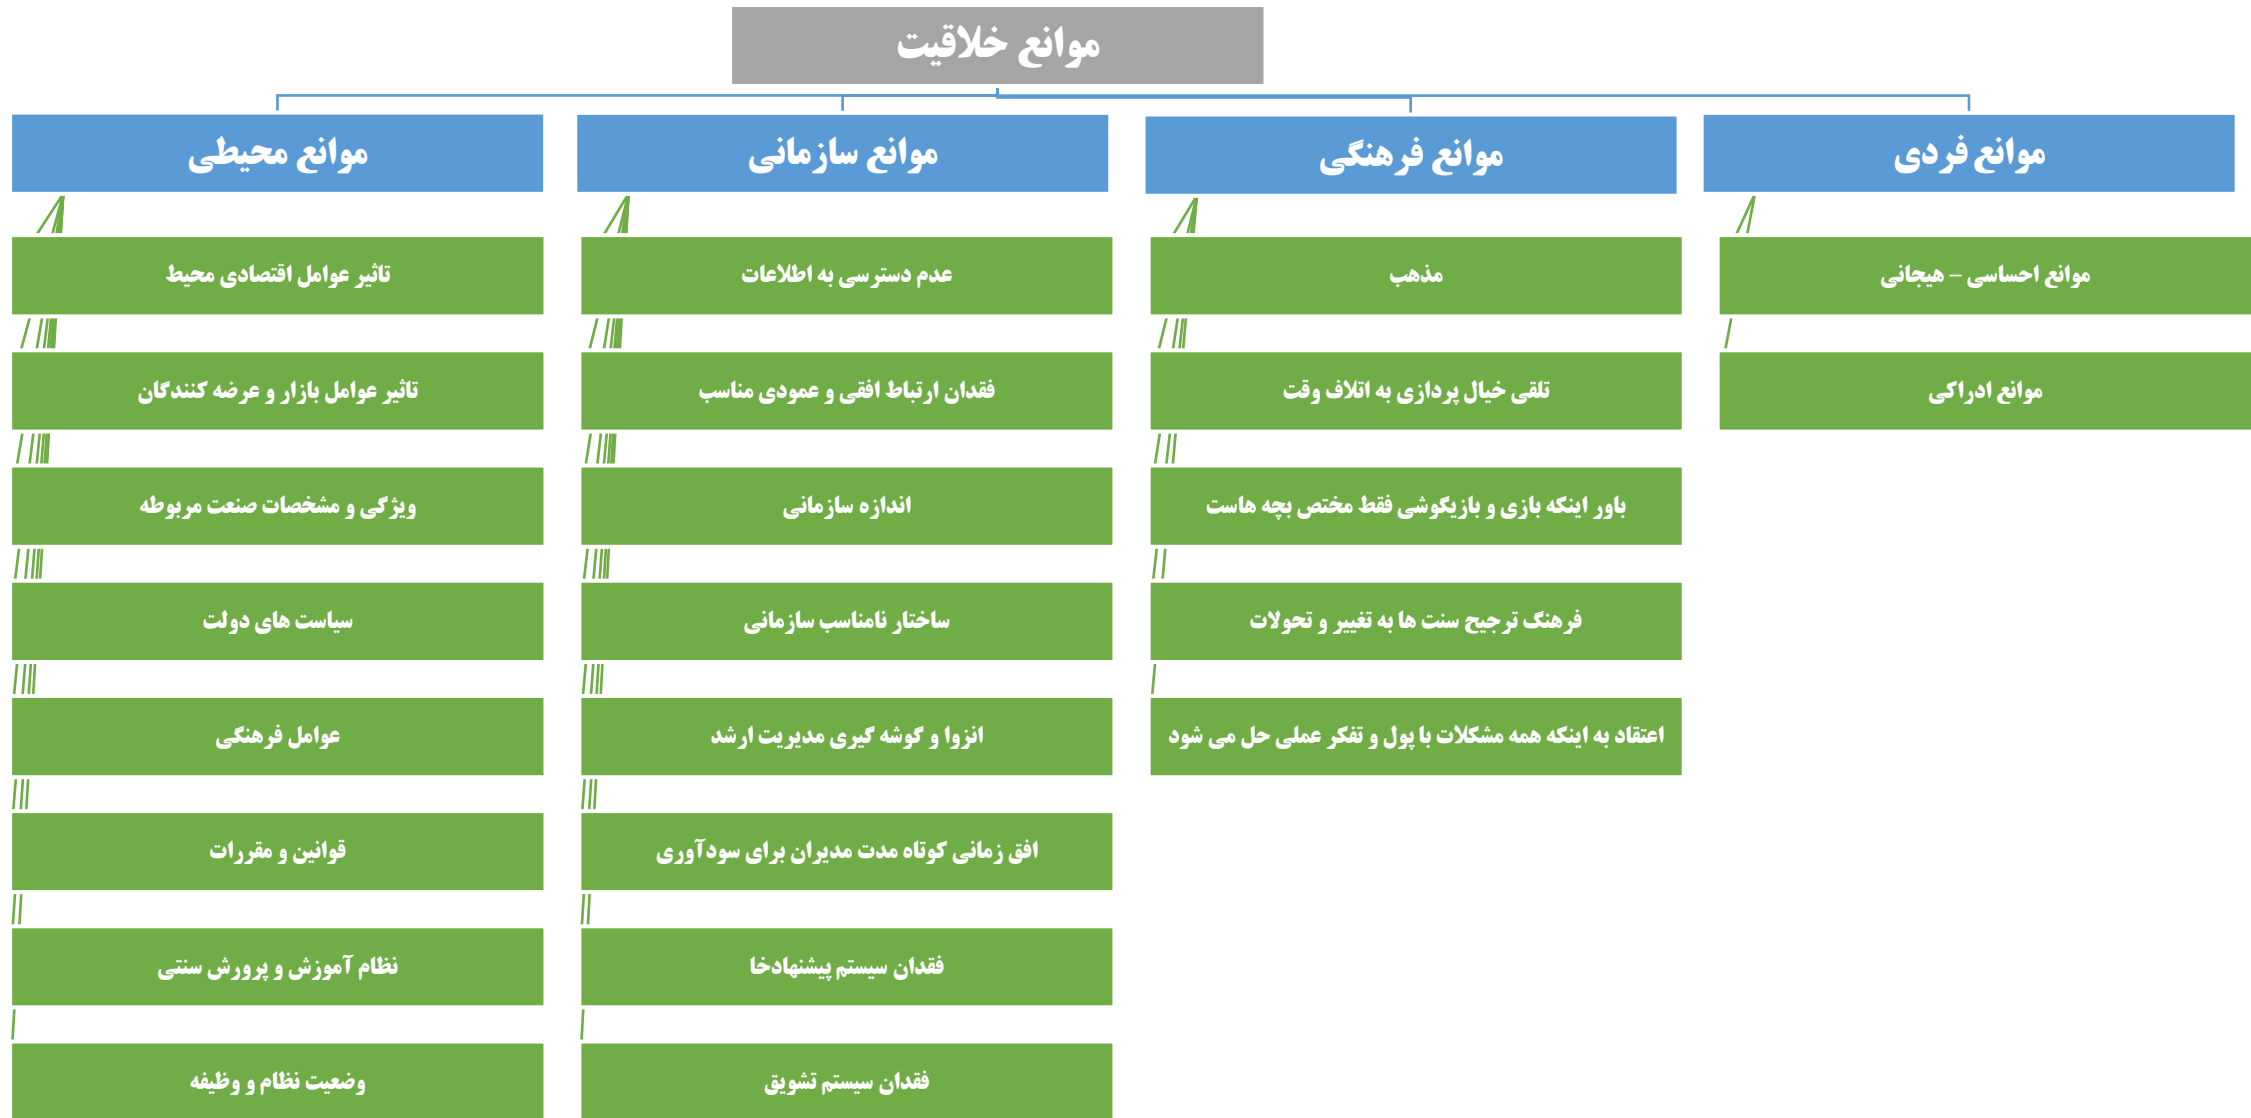 موانع خلاقیت
موانع فردی
موانع احساسی – هیجانی
موانع ادراکی
موانع فرهنگی
مذهب
تلقی خیال پردازی به اتلاف وقت
باور اینکه بازی و بازیگوشی فقط مختص بچه هاست
فرهنگ ترجیح سنت ها به تغییر و تحولات
اعتقاد به اینکه همه مشکلات با پول و تفکر عملی حل می شود
موانع سازمانی
عدم دسترسی به اطلاعات
فقدان ارتباط افقی و عمودی مناسب
اندازه سازمانی
ساختار نامناسب سازمانی
انزوا و گوشه گیری مدیریت ارشد
افق زمانی کوتاه مدت مدیران برای سودآوری
فقدان سیستم پیشنهادخا
فقدان سیستم تشویق
موانع محیطی
تاثیر عوامل اقتصادی محیط
تاثیر عوامل بازار و عرضه کنندگان
ویژگی و مشخصات صنعت مربوطه
سیاست های دولت
عوامل فرهنگی
قوانین و مقررات
نظام آموزش و پرورش سنتی
وضعیت نظام و وظیفه